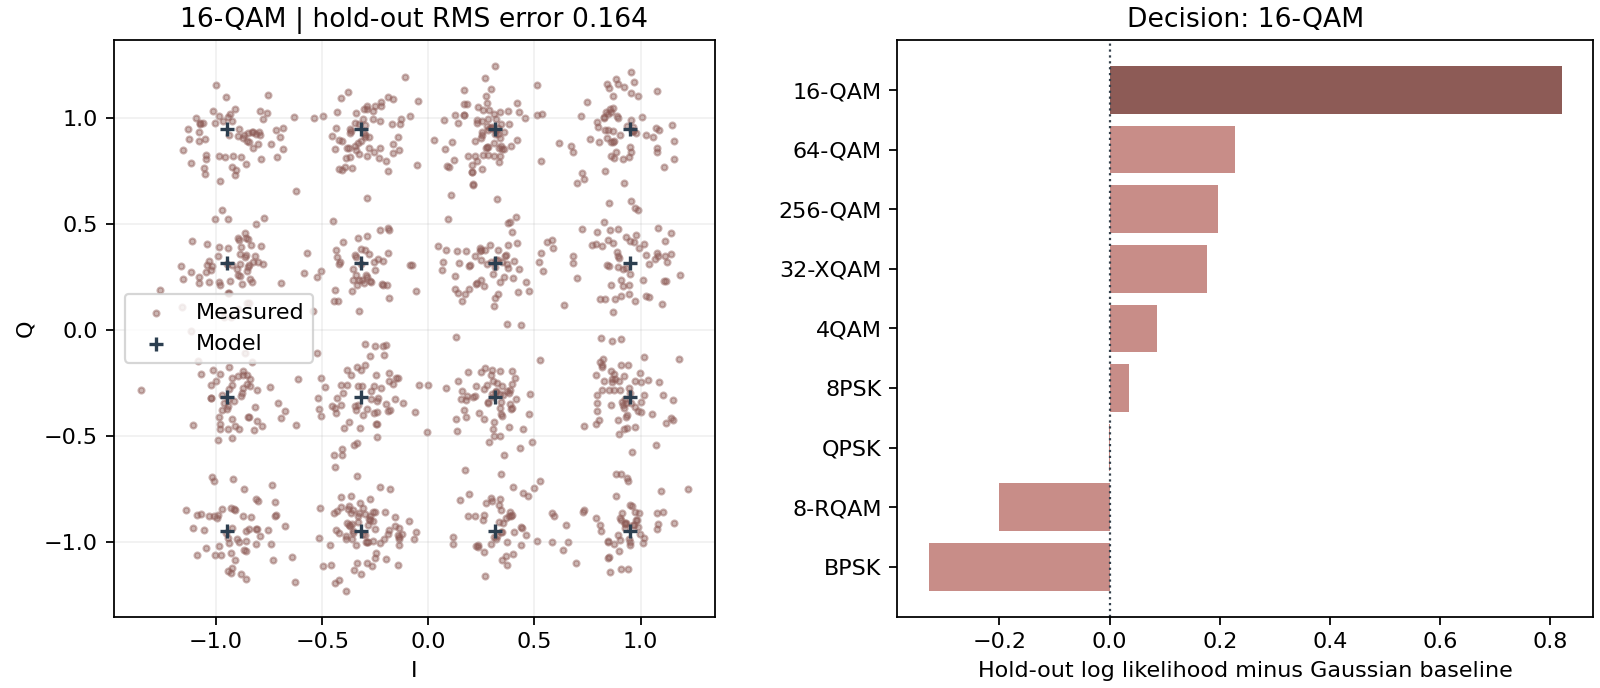 16-QAM | hold-out RMS error 0.164
1.0
0.5
0.0
−0.5
−1.0
Q
Measured
Model
−1.0
−0.5
0.0
0.5
1.0
I
Decision: 16-QAM
16-QAM
64-QAM
256-QAM
32-XQAM
4QAM
8PSK
QPSK
8-RQAM
BPSK
−0.2
0.0
0.2
0.4
0.6
0.8
Hold-out log likelihood minus Gaussian baseline